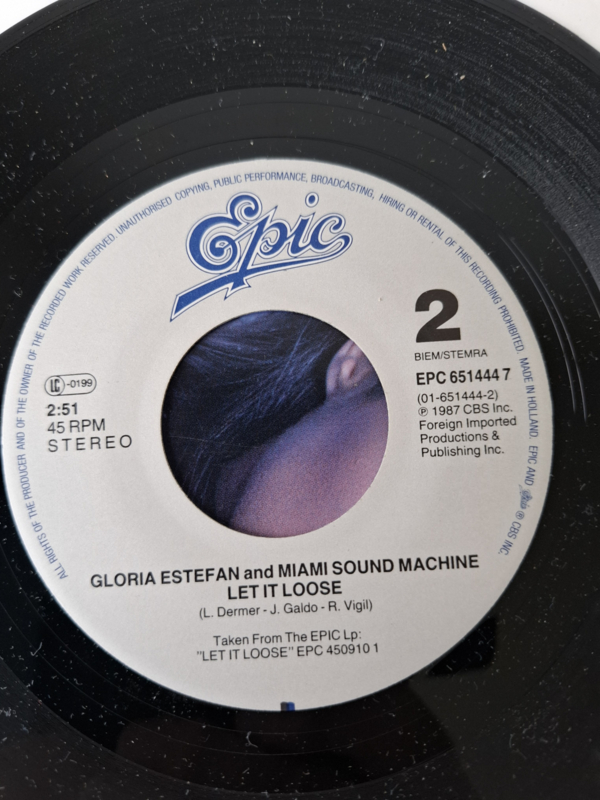 ALL RIGHTS OF THE PRODUCER AND OF THE OWNER OF THE RECORDED WORK RESERVED. UNAUTHORISED COPYING, PUBLIC PERFORMANCE, BROADCASTING, HIRING OR RENTAL OF THIS RECORDING PROHIBITED. MADE IN HOLLAND. EPIC AND Epic ® CBS INC.
Epic
2
BIEM/STEMRA
EPC 651444 7
(01-651444-2)
℗ 1987 CBS Inc.
Foreign Imported
Productions &
Publishing Inc.
LC-0199
2:51
45 RPM
STEREO
GLORIA ESTEFAN and MIAMI SOUND MACHINE
LET IT LOOSE
(L. Dermer - J. Galdo - R. Vigil)
Taken From The EPIC Lp:
"LET IT LOOSE" EPC 450910 1